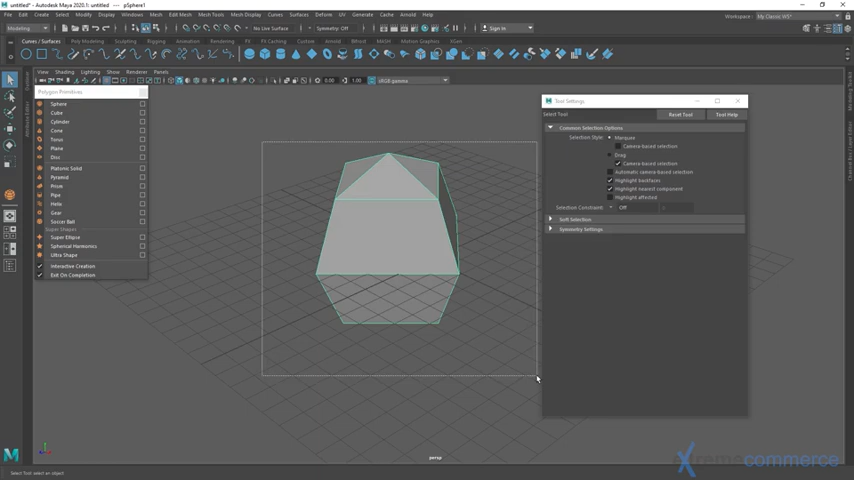 untitled* - Autodesk Maya 2020.1: untitled --- pSphere1
File Edit Create Select Modify Display Windows Mesh Edit Mesh Mesh Tools Mesh Display Curves Surfaces Deform UV Generate Cache Arnold Help
Workspace: My Classic WS*
Modeling No Live Surface Symmetry: Off Sign In
Curves / Surfaces Poly Modeling Sculpting Rigging Animation Rendering FX FX Caching Custom Arnold MASH Motion Graphics XGen
View Shading Lighting Show Renderer Panels
0.00 1.00 sRGB gamma
Polygon Primitives
Sphere
Cube
Cylinder
Cone
Torus
Plane
Disc
Platonic Solid
Pyramid
Prism
Pipe
Helix
Gear
Soccer Ball
Super Shapes
Super Ellipse
Spherical Harmonics
Ultra Shape
Interactive Creation
Exit On Completion
Tool Settings
Select Tool Reset Tool Tool Help
Common Selection Options
Selection Style: Marquee
Camera based selection
Drag
Camera based selection
Automatic camera-based selection
Highlight backfaces
Highlight nearest component
Highlight affected
Selection Constraint: Off
Soft Selection
Symmetry Settings
persp
Select Tool: select an object
extremecommerce